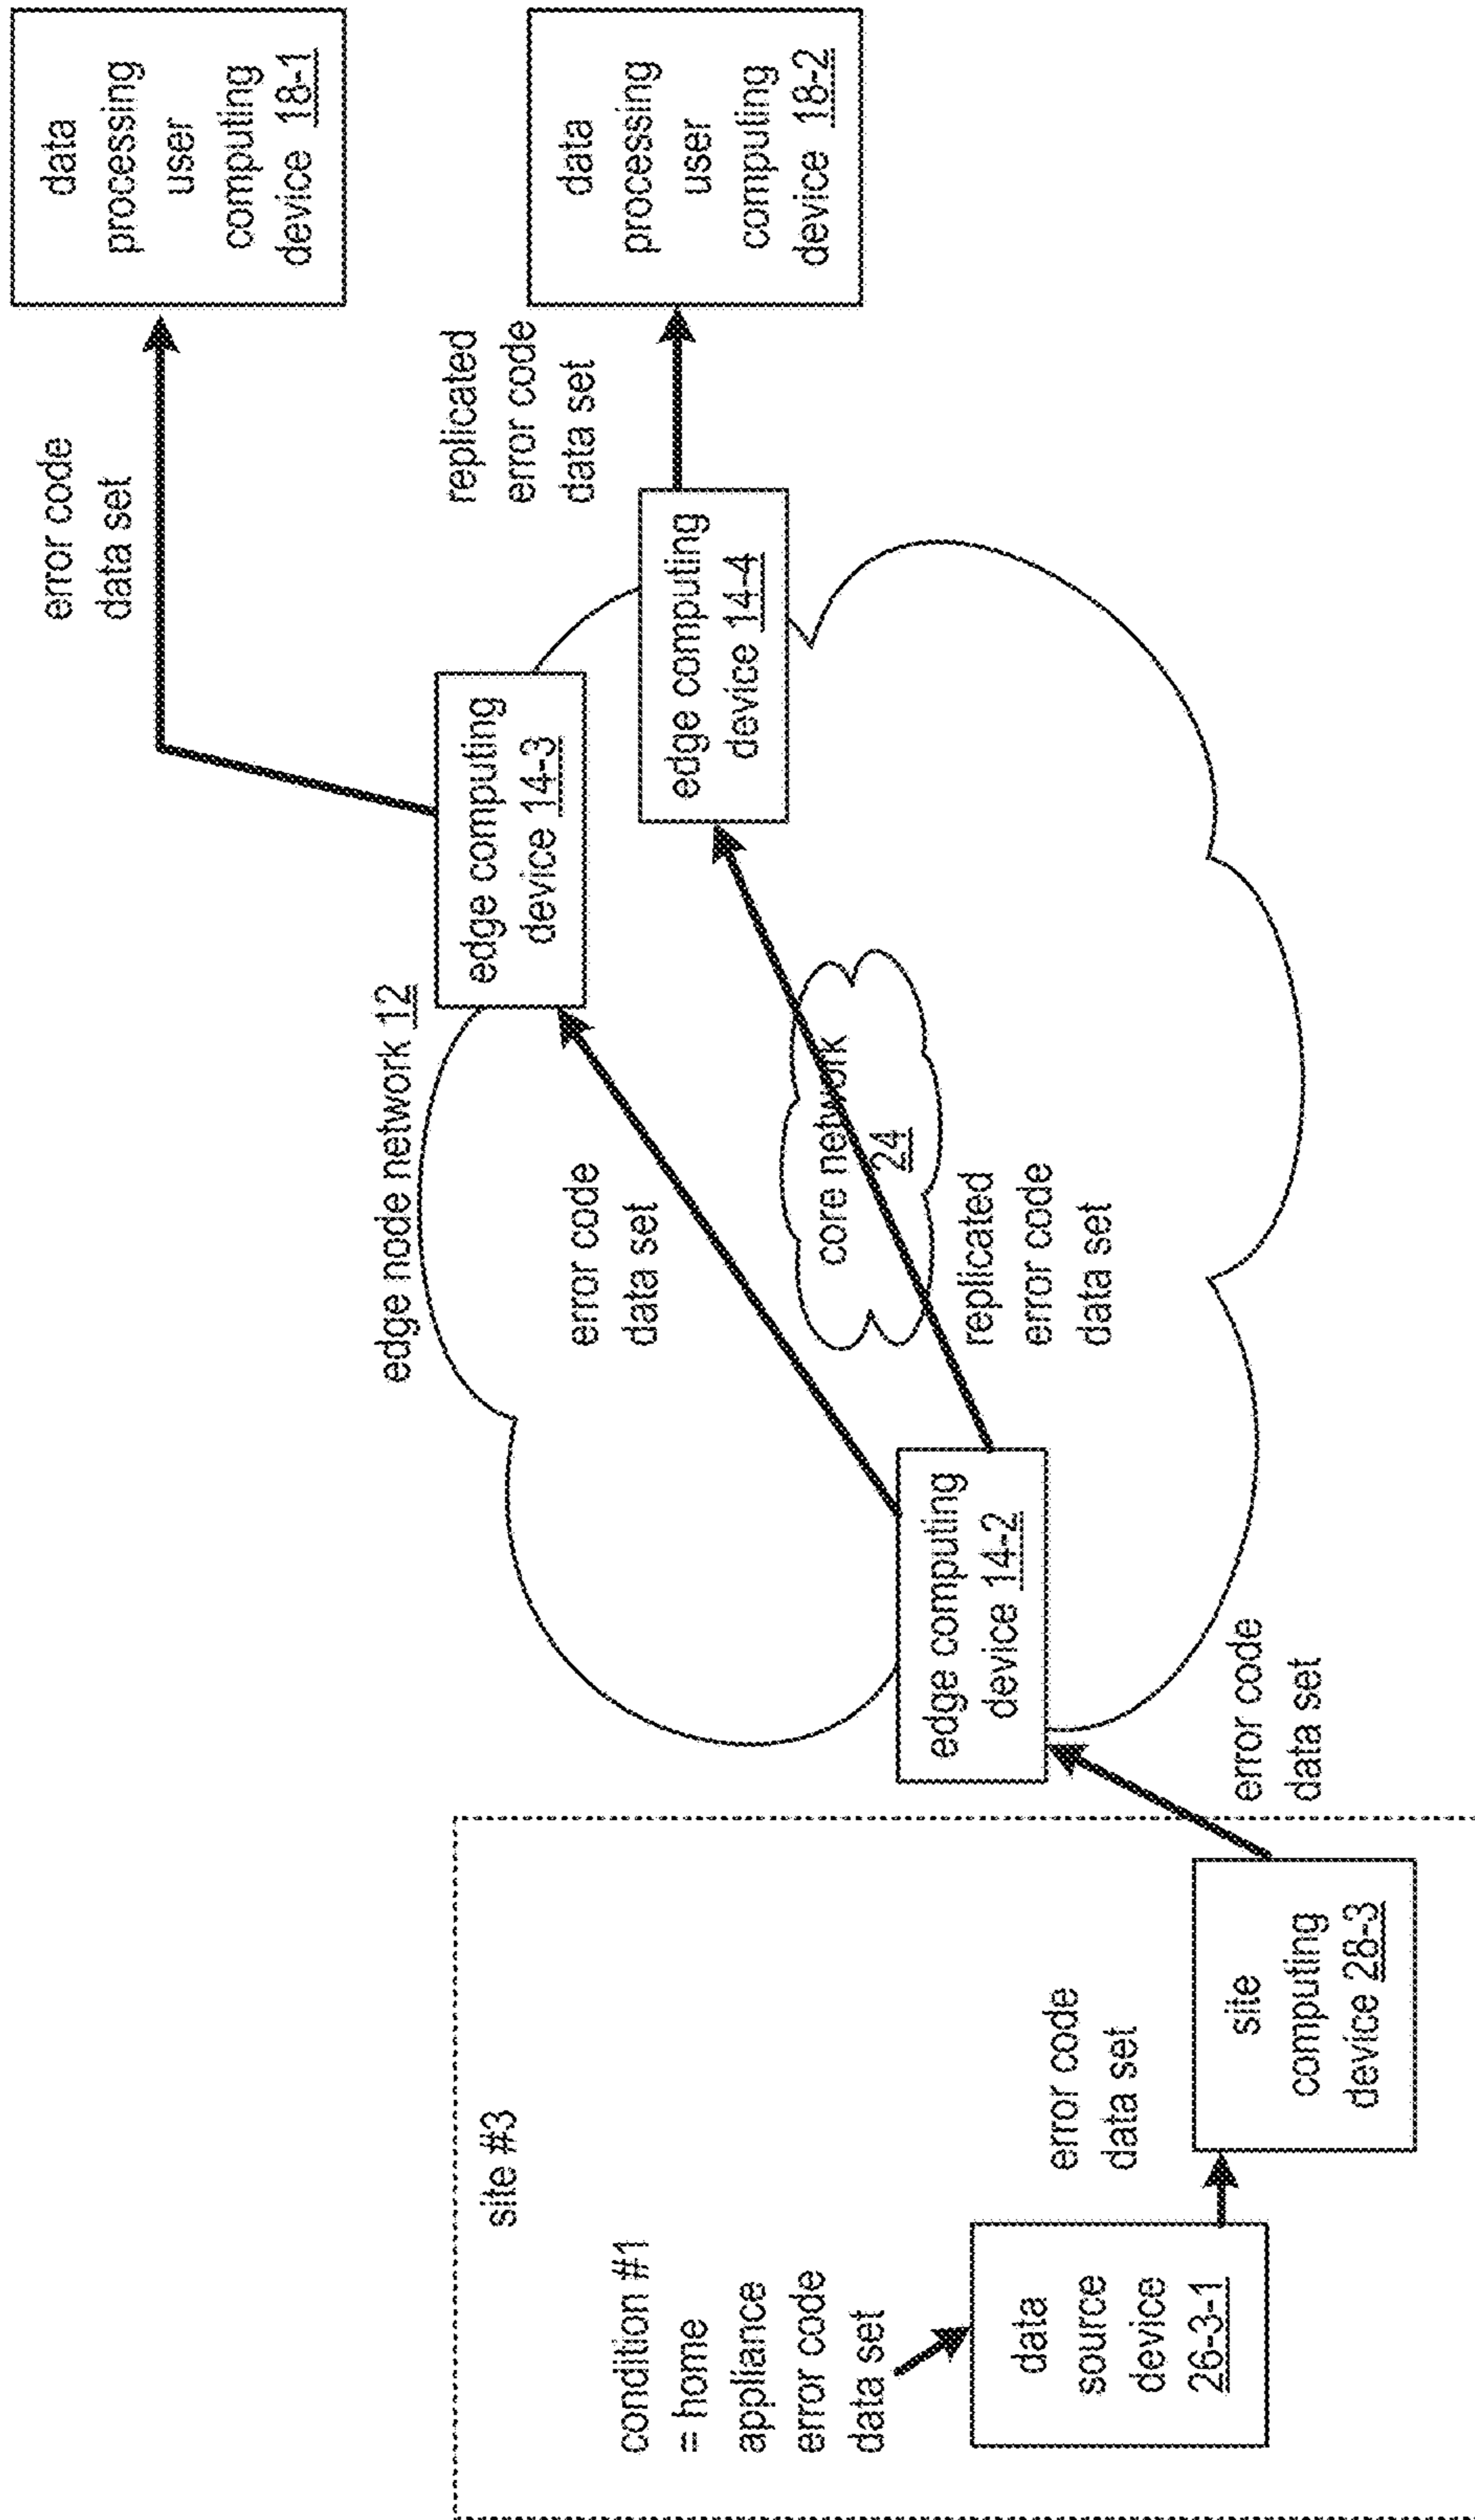 site #3
condition #1
= home
appliance
error code
data set
data
source
device
26-3-1
error code
data set
site
computing
device 28-3
error code
data set
edge computing
device 14-2
edge node network 12
error code
data set
core network
24
replicated
error code
data set
edge computing
device 14-3
edge computing
device 14-4
error code
data set
replicated
error code
data set
data
processing
user
computing
device 18-1
data
processing
user
computing
device 18-2